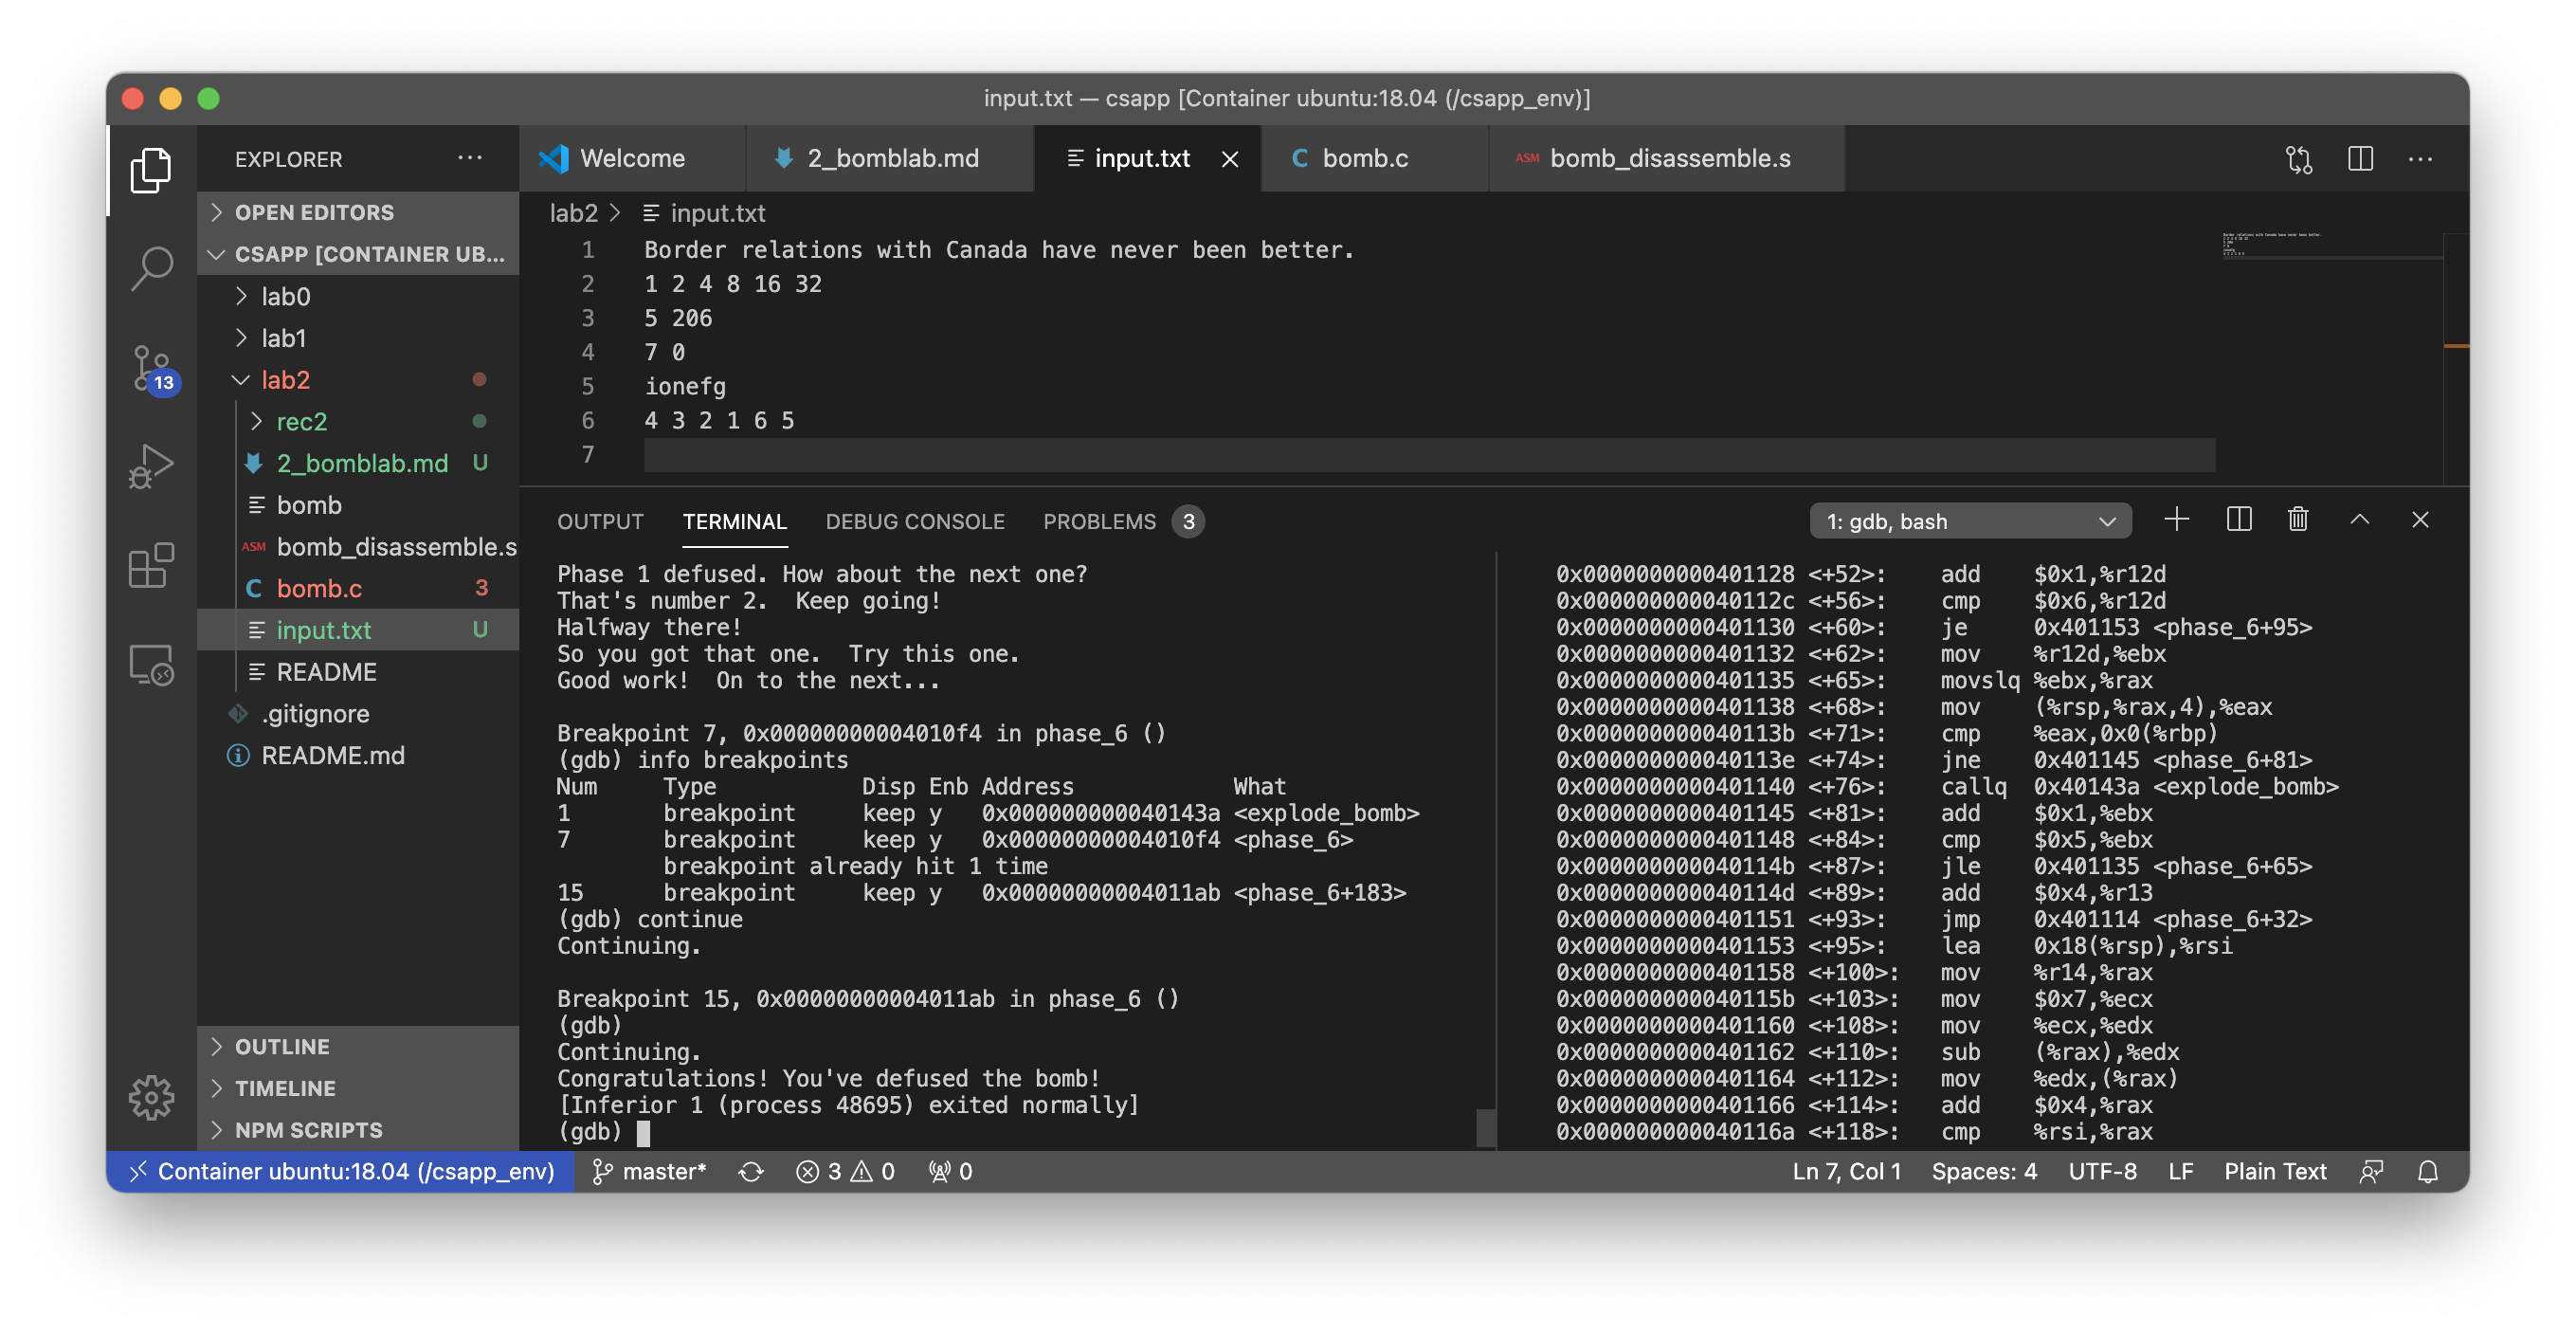 input.txt — csapp [Container ubuntu:18.04 (/csapp_env)]
EXPLORER
Welcome
2_bomblab.md
input.txt
C bomb.c
ASM bomb_disassemble.s
OPEN EDITORS
CSAPP [CONTAINER UB...
lab0
lab1
lab2
rec2
2_bomblab.md U
bomb
ASM bomb_disassemble.s
C bomb.c 3
input.txt U
README
.gitignore
README.md
13
OUTLINE
TIMELINE
NPM SCRIPTS
lab2 > input.txt
1 Border relations with Canada have never been better.
2 1 2 4 8 16 32
3 5 206
4 7 0
5 ionefg
6 4 3 2 1 6 5
7
OUTPUT TERMINAL DEBUG CONSOLE PROBLEMS 3
1: gdb, bash
Phase 1 defused. How about the next one?
That's number 2.  Keep going!
Halfway there!
So you got that one.  Try this one.
Good work!  On to the next...
Breakpoint 7, 0x00000000004010f4 in phase_6 ()
(gdb) info breakpoints
Num     Type           Disp Enb Address            What
1       breakpoint     keep y   0x000000000040143a <explode_bomb>
7       breakpoint     keep y   0x00000000004010f4 <phase_6>
breakpoint already hit 1 time
15      breakpoint     keep y   0x00000000004011ab <phase_6+183>
(gdb) continue
Continuing.
Breakpoint 15, 0x00000000004011ab in phase_6 ()
(gdb)
Continuing.
Congratulations! You've defused the bomb!
[Inferior 1 (process 48695) exited normally]
(gdb)
0x0000000000401128 <+52>:    add    $0x1,%r12d
0x000000000040112c <+56>:    cmp    $0x6,%r12d
0x0000000000401130 <+60>:    je     0x401153 <phase_6+95>
0x0000000000401132 <+62>:    mov    %r12d,%ebx
0x0000000000401135 <+65>:    movslq %ebx,%rax
0x0000000000401138 <+68>:    mov    (%rsp,%rax,4),%eax
0x000000000040113b <+71>:    cmp    %eax,0x0(%rbp)
0x000000000040113e <+74>:    jne    0x401145 <phase_6+81>
0x0000000000401140 <+76>:    callq  0x40143a <explode_bomb>
0x0000000000401145 <+81>:    add    $0x1,%ebx
0x0000000000401148 <+84>:    cmp    $0x5,%ebx
0x000000000040114b <+87>:    jle    0x401135 <phase_6+65>
0x000000000040114d <+89>:    add    $0x4,%r13
0x0000000000401151 <+93>:    jmp    0x401114 <phase_6+32>
0x0000000000401153 <+95>:    lea    0x18(%rsp),%rsi
0x0000000000401158 <+100>:   mov    %r14,%rax
0x000000000040115b <+103>:   mov    $0x7,%ecx
0x0000000000401160 <+108>:   mov    %ecx,%edx
0x0000000000401162 <+110>:   sub    (%rax),%edx
0x0000000000401164 <+112>:   mov    %edx,(%rax)
0x0000000000401166 <+114>:   add    $0x4,%rax
0x000000000040116a <+118>:   cmp    %rsi,%rax
Container ubuntu:18.04 (/csapp_env) master* 3 0 0 Ln 7, Col 1 Spaces: 4 UTF-8 LF Plain Text